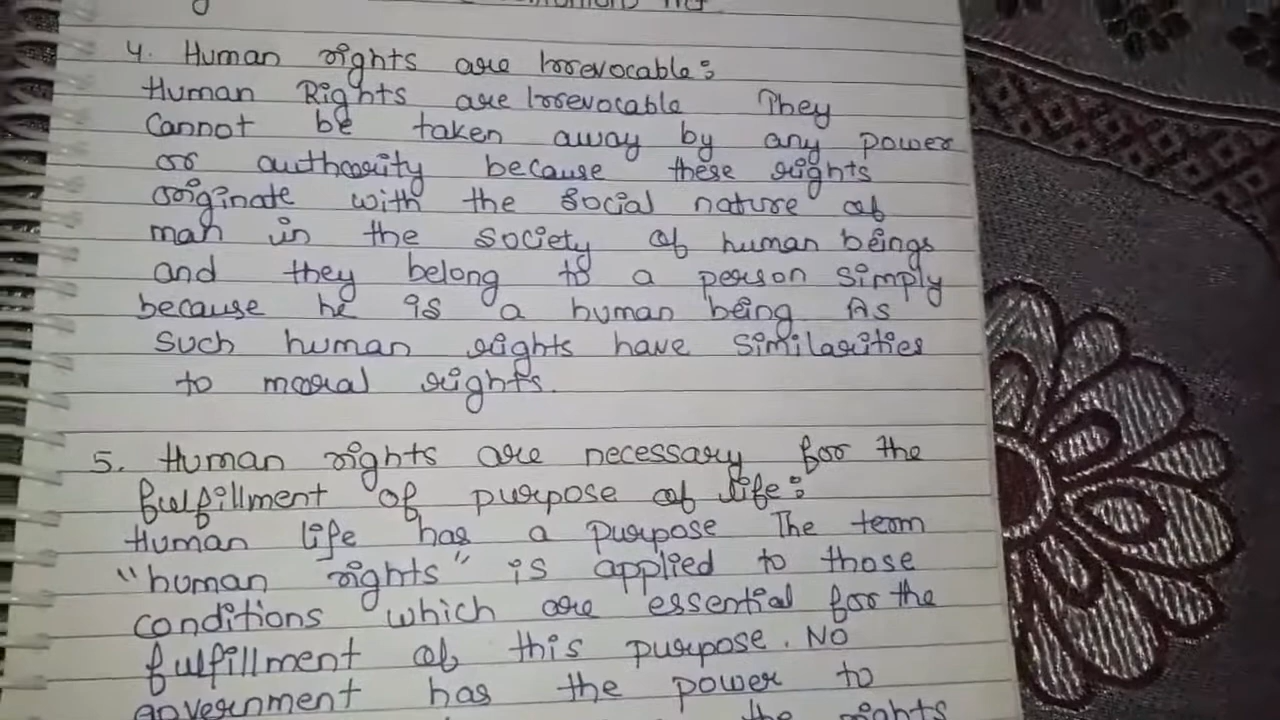 4. Human rights are Irrevocable:
Human Rights are Irrevocable They
cannot be taken away by any power
or authority because these rights
originate with the social nature of
man in the society of human beings
and they belong to a person simply
because he is a human being As
such human rights have similarities
to moral rights.
5. Human rights are necessary for the
fulfillment of purpose of life:
Human life has a purpose The term
"human rights" is applied to those
conditions which are essential for the
fulfillment of this purpose. No
government has the power to
the rights